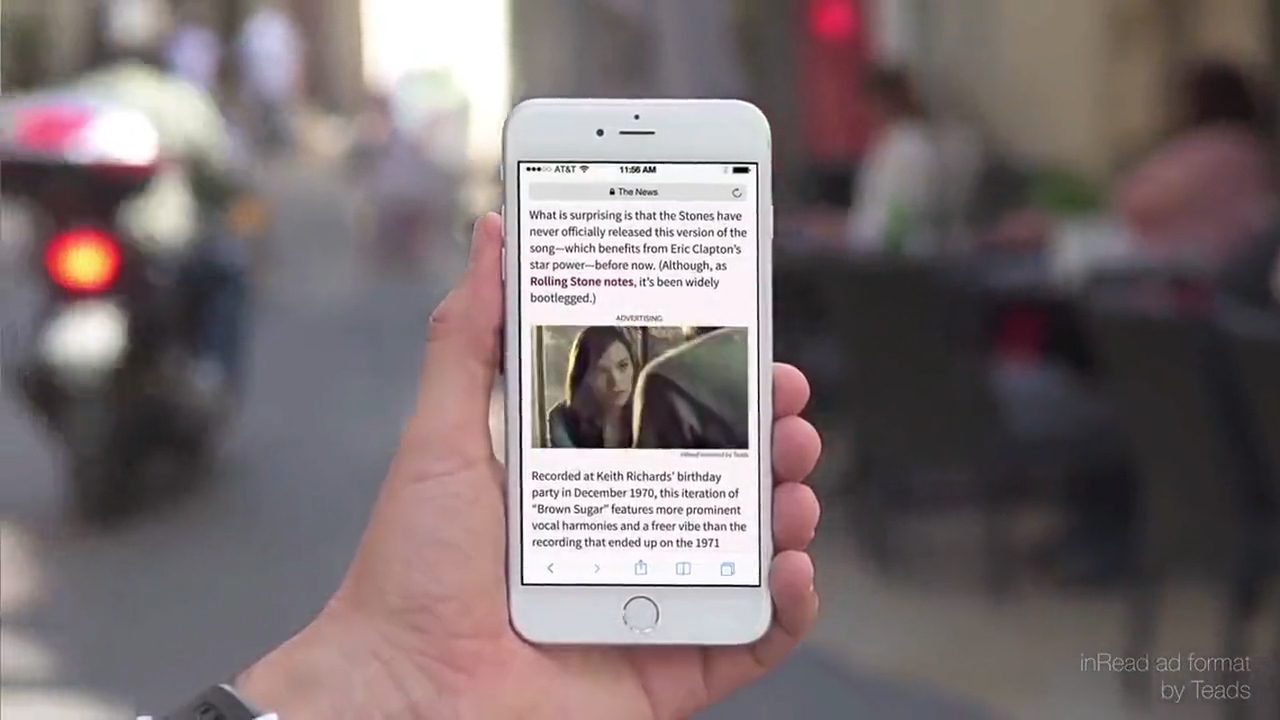 AT&T
11:56 AM
The News
What is surprising is that the Stones have
never officially released this version of the
song—which benefits from Eric Clapton's
star power—before now. (Although, as
Rolling Stone notes, it's been widely
bootlegged.)
ADVERTISING
inRead invented by Teads
Recorded at Keith Richards' birthday
party in December 1970, this iteration of
“Brown Sugar” features more prominent
vocal harmonies and a freer vibe than the
recording that ended up on the 1971
inRead ad format
by Teads